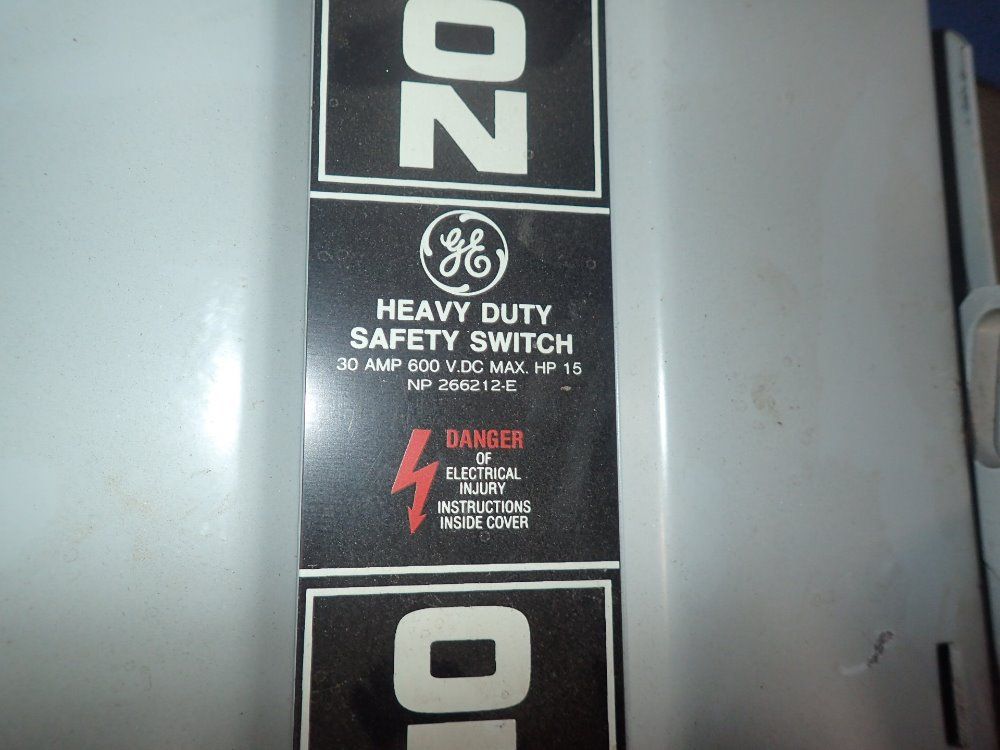 ON
GE
HEAVY DUTY
SAFETY SWITCH
30 AMP 600 V.DC MAX. HP 15
NP 266212-E
DANGER
OF
ELECTRICAL
INJURY
INSTRUCTIONS
INSIDE COVER
O